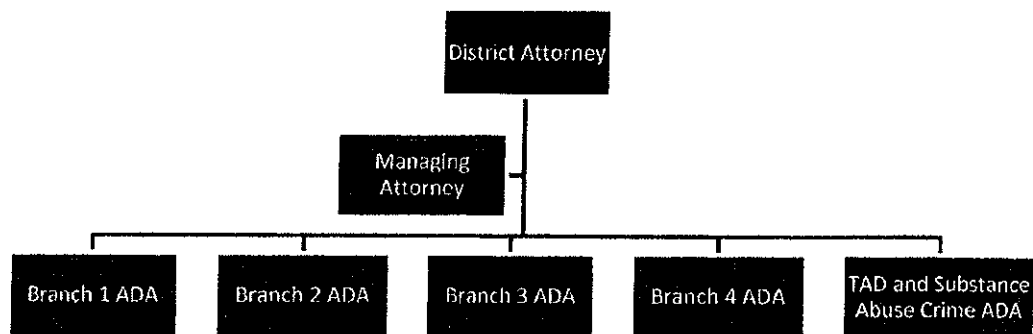 District Attorney
Managing
Attorney
Branch 1 ADA
Branch 2 ADA
Branch 3 ADA
Branch 4 ADA
TAD and Substance
Abuse Crime ADA